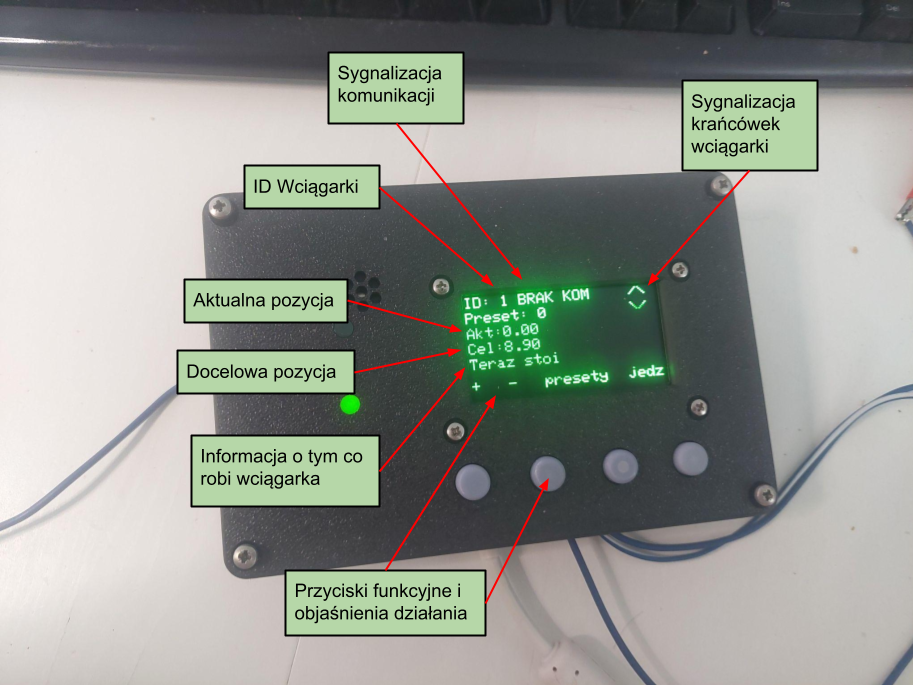 Sygnalizacja
komunikacji
Sygnalizacja
krańcówek
wciągarki
ID Wciągarki
Aktualna pozycja
Docelowa pozycja
Informacja o tym co
robi wciągarka
Przyciski funkcyjne i
objaśnienia działania
ID: 1 BRAK KOM
Preset: 0
Akt:0.00
Cel:8.90
Teraz stoi
+ - presety jedz